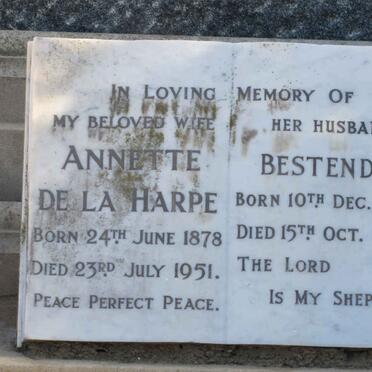 IN LOVING
MY BELOVED WIFE
ANNETTE
DE LA HARPE
BORN 24TH JUNE 1878
DIED 23RD JULY 1951.
PEACE PERFECT PEACE.
MEMORY OF
HER HUSBA
BESTEND
BORN 10TH DEC.
DIED 15TH OCT.
THE LORD
IS MY SHEP